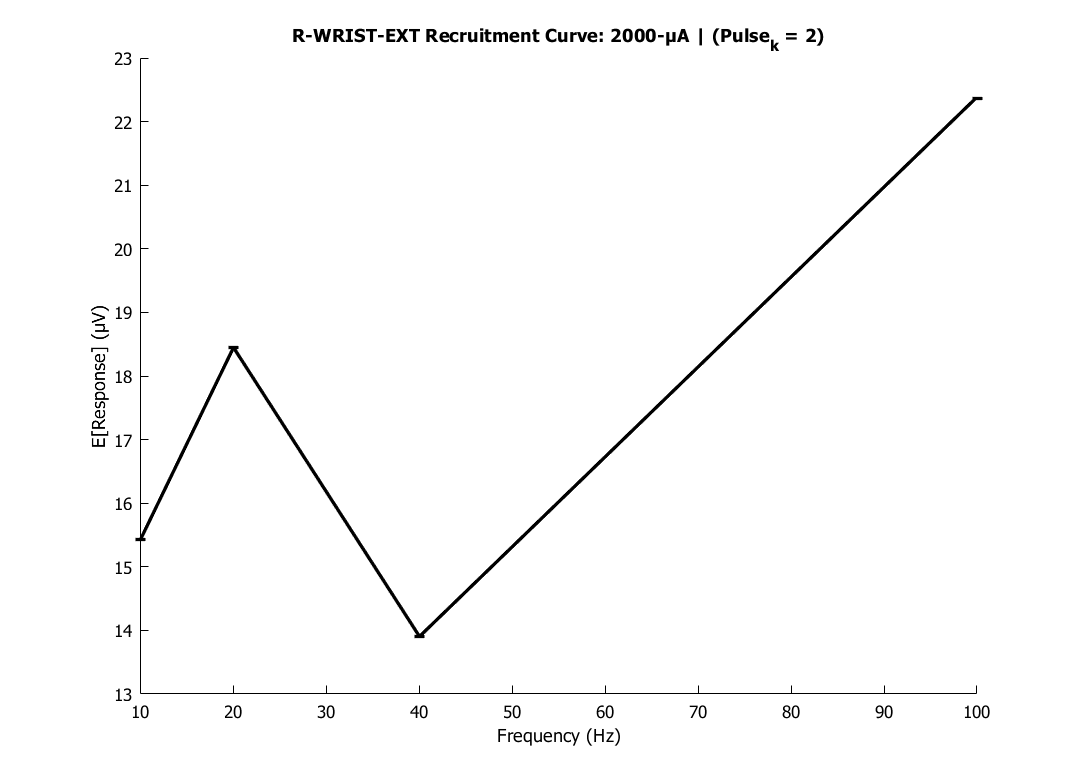 R-WRIST-EXT Recruitment Curve: 2000-µA | (Pulse_k = 2)
E[Response] (µV)
23
22
21
20
19
18
17
16
15
14
13
10 20 30 40 50 60 70 80 90 100
Frequency (Hz)